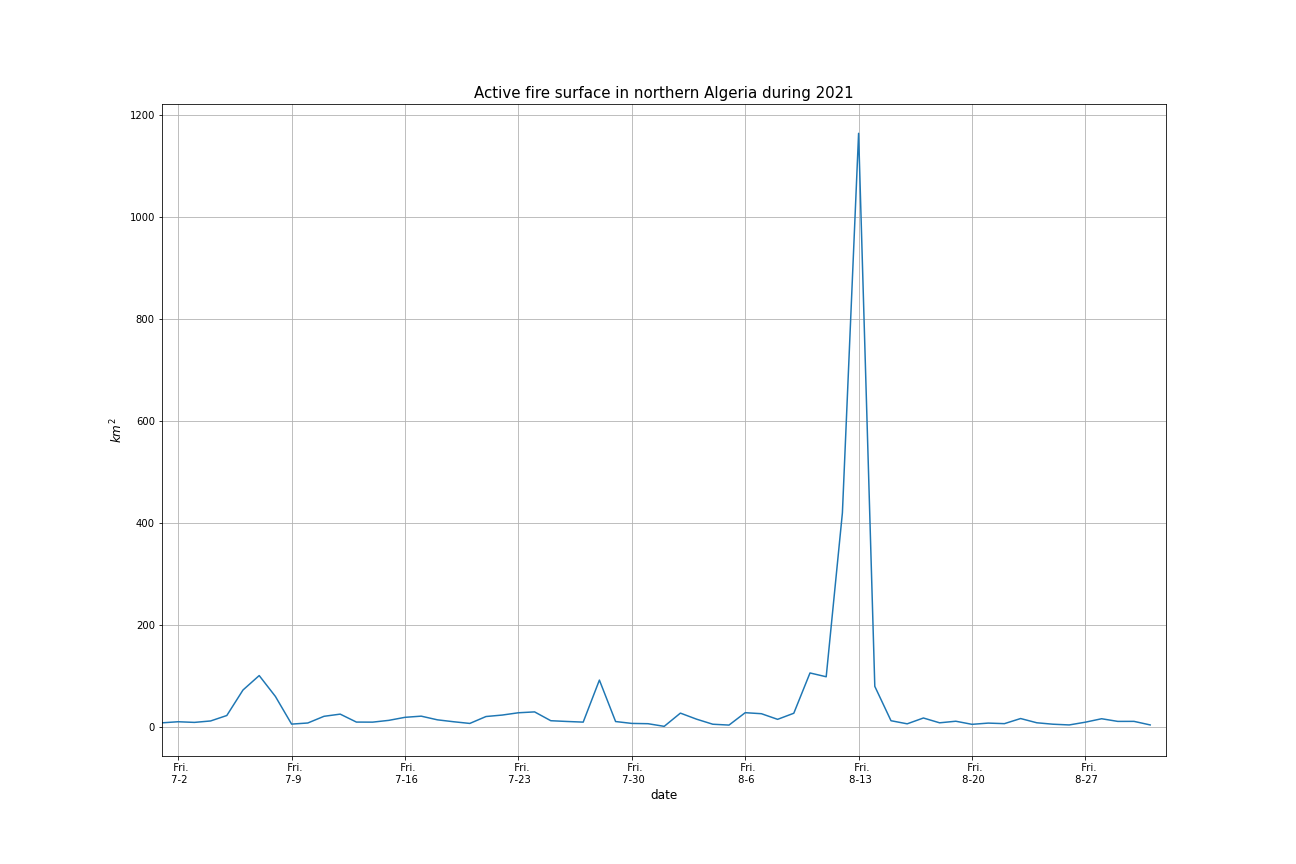 Active fire surface in northern Algeria during 2021
1200
1000
800
600
400
200
0
km²
Fri. Fri. Fri. Fri. Fri. Fri. Fri. Fri. Fri.
7-2 7-9 7-16 7-23 7-30 8-6 8-13 8-20 8-27
date